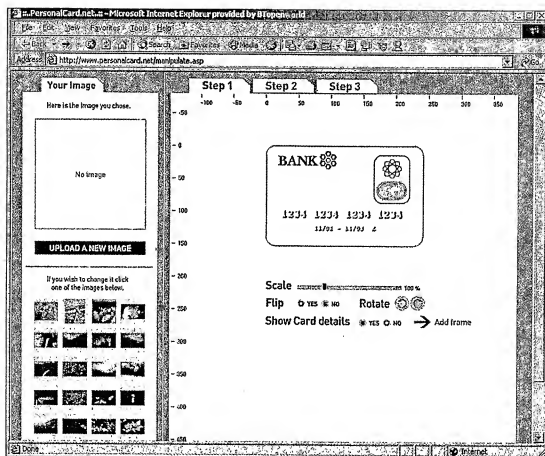 ::.PersonalCard.net.:: - Microsoft Internet Explorer provided by BTopenworld
File Edit View Favorites Tools Help
Back Search Favorites Media
Address http://www.personalcard.net/manipulate.asp Go
Your Image
Here is the image you chose.
No image
UPLOAD A NEW IMAGE
If you wish to change it click
one of the images below.
Step 1 Step 2 Step 3
-100 -50 0 50 100 150 200 250 300 350
-50
0
50
100
150
200
250
300
350
400
450
BANK
1234 1234 1234 1234
Scale 100 %
Flip YES NO Rotate
Show Card details YES NO Add frame
Done Internet